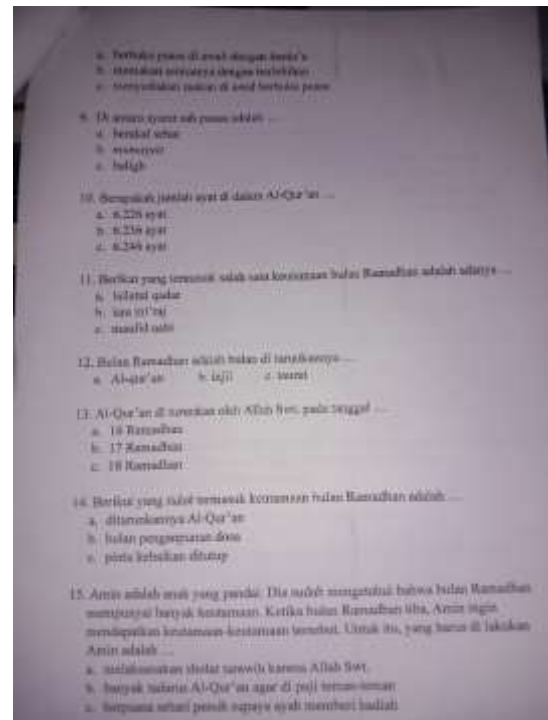 a. berbuka puasa di awal dengan
b. memakan semuanya dengan berlebihan
c. menyediakan makan di awal berbuka puasa
9. Di antara syarat sah puasa adalah ....
a. berakal sehat
b. mumayyiz
c. baligh
10. Berapakah jumlah ayat di dalam Al-Qur'an ....
a. 6.226 ayat
b. 6.236 ayat
c. 6.246 ayat
11. Berikut yang termasuk salah satu keutamaan bulan Ramadhan adalah adanya ....
a. lailatul qadar
b. isra mi'raj
c. maulid nabi
12. Bulan Ramadhan adalah bulan di turunkannya ....
a. Al-qur'an b. injil c. taurat
13. Al-Qur'an di turunkan oleh Allah Swt. pada tanggal ....
a. 16 Ramadhan
b. 17 Ramadhan
c. 18 Ramadhan
14. Berikut yang tidak termasuk keutamaan bulan Ramadhan adalah ....
a. diturunkannya Al-Qur'an
b. bulan pengampunan dosa
c. pintu kebaikan ditutup
15. Amin adalah anak yang pandai. Dia sudah mengetahui bahwa bulan Ramadhan
mempunyai banyak keutamaan. Ketika bulan Ramadhan tiba, Amin ingin
mendapatkan keutamaan-keutamaan tersebut. Untuk itu, yang harus di lakukan
Amin adalah ....
a. melaksanakan sholat tarawih karena Allah Swt.
b. banyak tadarus Al-Qur'an agar di puji teman-teman
c. berpuasa sehari penuh supaya ayah memberi hadiah